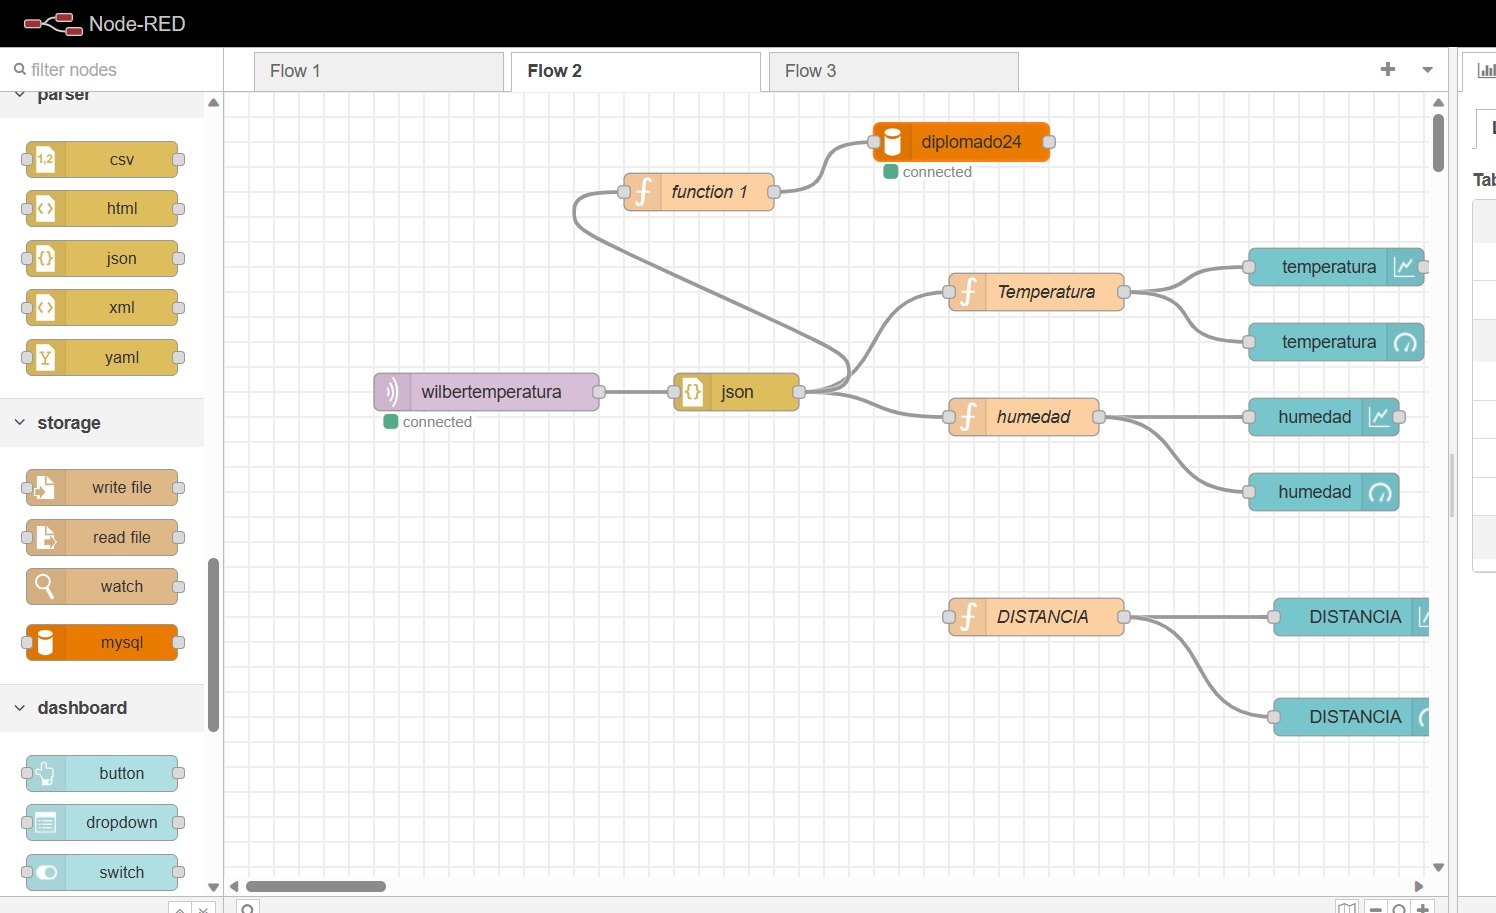 Node-RED
filter nodes
Flow 1
Flow 2
Flow 3
parser
1,2 csv
html
json
xml
Y yaml
storage
write file
read file
watch
mysql
dashboard
button
dropdown
switch
diplomado24
connected
function 1
temperatura
Temperatura
temperatura
wilbertemperatura
connected
json
humedad
humedad
humedad
DISTANCIA
DISTANCIA
DISTANCIA